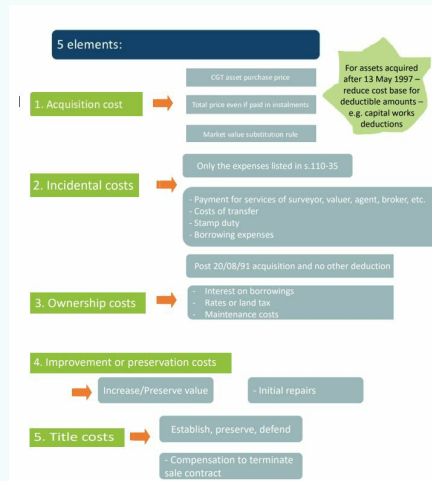 5 elements:
For assets acquired
after 13 May 1997 –
reduce cost base for
deductible amounts –
e.g. capital works
deductions
CGT asset purchase price
1. Acquisition cost
Total price even if paid in instalments
Market value substitution rule
Only the expenses listed in s.110-35
2. Incidental costs
- Payment for services of surveyor, valuer, agent, broker, etc.
- Costs of transfer
- Stamp duty
- Borrowing expenses
Post 20/08/91 acquisition and no other deduction
3. Ownership costs
- Interest on borrowings
- Rates or land tax
- Maintenance costs
4. Improvement or preservation costs
Increase/Preserve value
- Initial repairs
5. Title costs
Establish, preserve, defend
- Compensation to terminate
sale contract